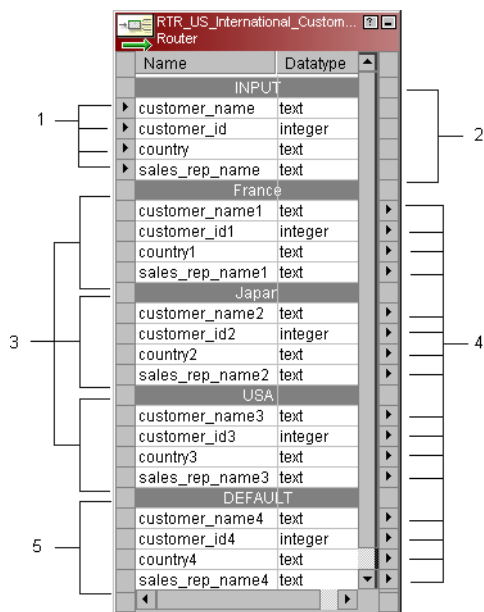 RTR_US_International_Custom...
Router
Name Datatype
INPUT
customer_name text
customer_id integer
country text
sales_rep_name text
France
customer_name1 text
customer_id1 integer
country1 text
sales_rep_name1 text
Japan
customer_name2 text
customer_id2 integer
country2 text
sales_rep_name2 text
USA
customer_name3 text
customer_id3 integer
country3 text
sales_rep_name3 text
DEFAULT
customer_name4 text
customer_id4 integer
country4 text
sales_rep_name4 text
1
2
3
4
5